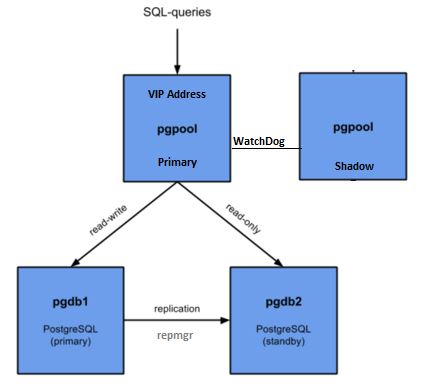 SQL-queries
VIP Address
pgpool
Primary
WatchDog
pgpool
Shadow
read-write
read-only
pgdb1
PostgreSQL
(primary)
replication
repmgr
pgdb2
PostgreSQL
(standby)